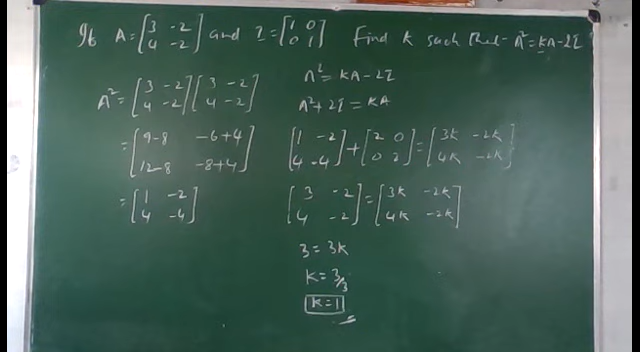 If A = [3 -2; 4 -2] and I = [1 0; 0 1] Find k such that A² = kA - 2I
A² = [3 -2; 4 -2] [3 -2; 4 -2]
= [9-8 -6+4; 12-8 -8+4]
= [1 -2; 4 -4]
A² = kA - 2I
A² + 2I = kA
[1 -2; 4 -4] + [2 0; 0 2] = [3k -2k; 4k -2k]
[3 -2; 4 -2] = [3k -2k; 4k -2k]
3 = 3k
k = 3/3
k = 1